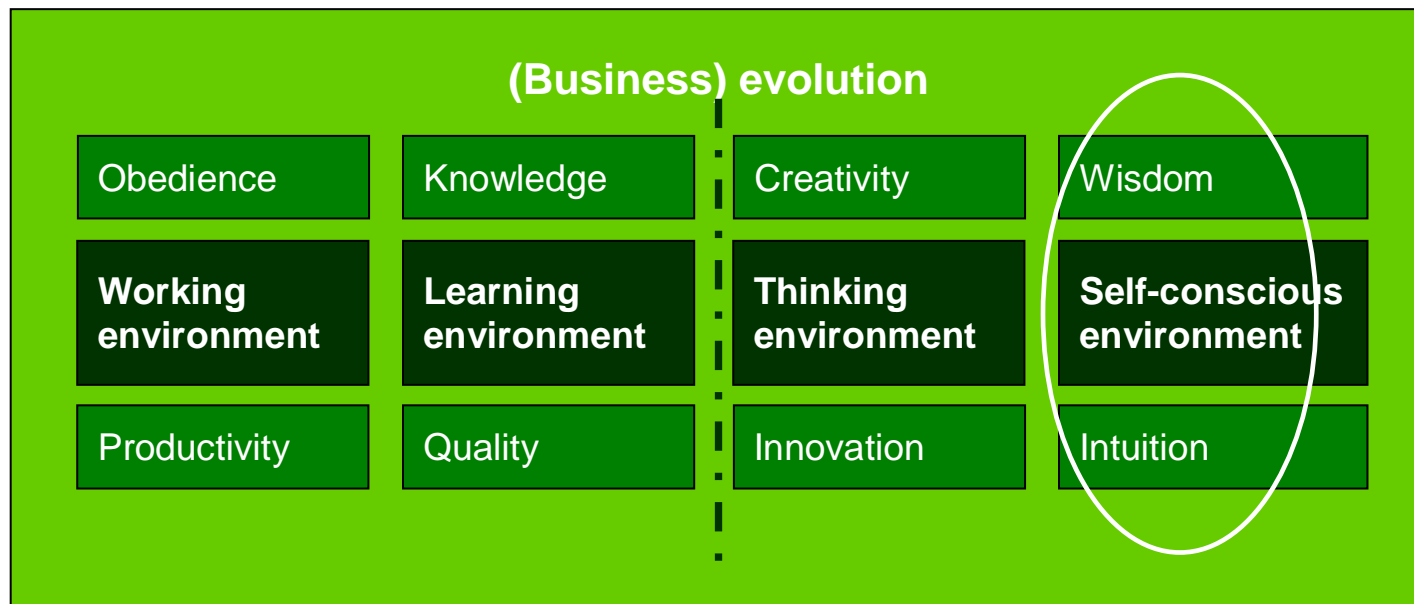 (Business) evolution
Obedience
Knowledge
Creativity
Wisdom
Working
environment
Learning
environment
Thinking
environment
Self-conscious
environment
Productivity
Quality
Innovation
Intuition